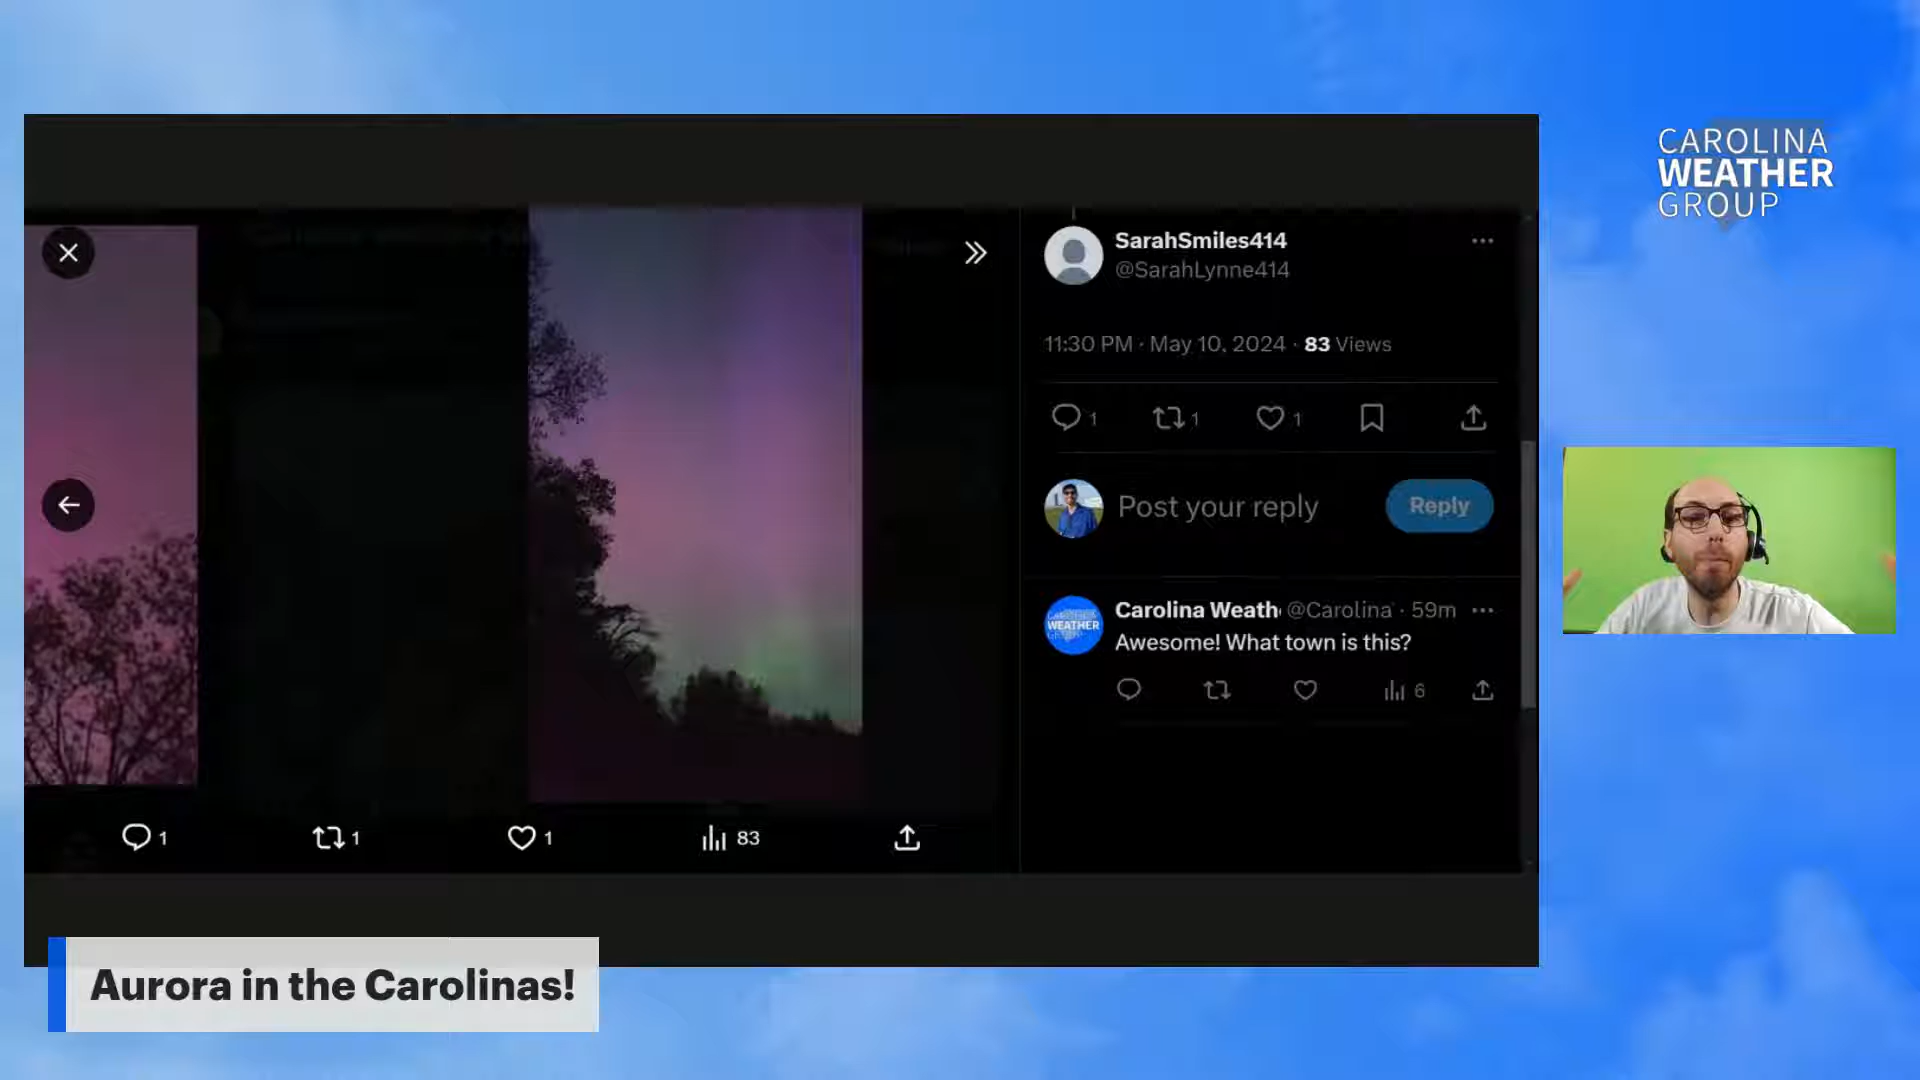 CAROLINA
WEATHER
GROUP
SarahSmiles414
@SarahLynne414
11:30 PM · May 10, 2024 · 83 Views
1 1 1
Post your reply
Reply
Carolina Weath @Carolina · 59m
Awesome! What town is this?
6
1 1 1 83
WEATHER
Aurora in the Carolinas!